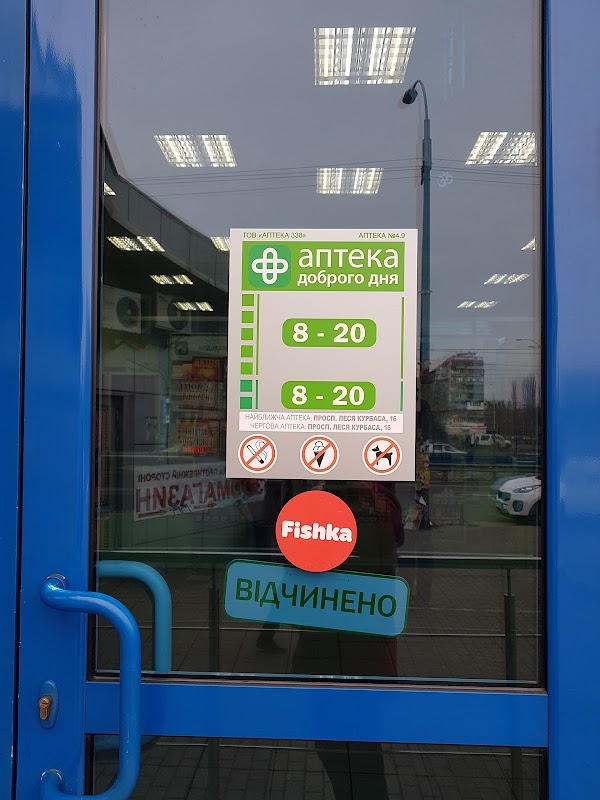 ТОВ «АПТЕКА 338» АПТЕКА №4.9
аптека
доброго дня
8 - 20
8 - 20
НАЙБЛИЖЧА АПТЕКА: ПРОСП. ЛЕСЯ КУРБАСА, 16
ЧЕРГОВА АПТЕКА: ПРОСП. ЛЕСЯ КУРБАСА, 16
Fishka
ВІДЧИНЕНО